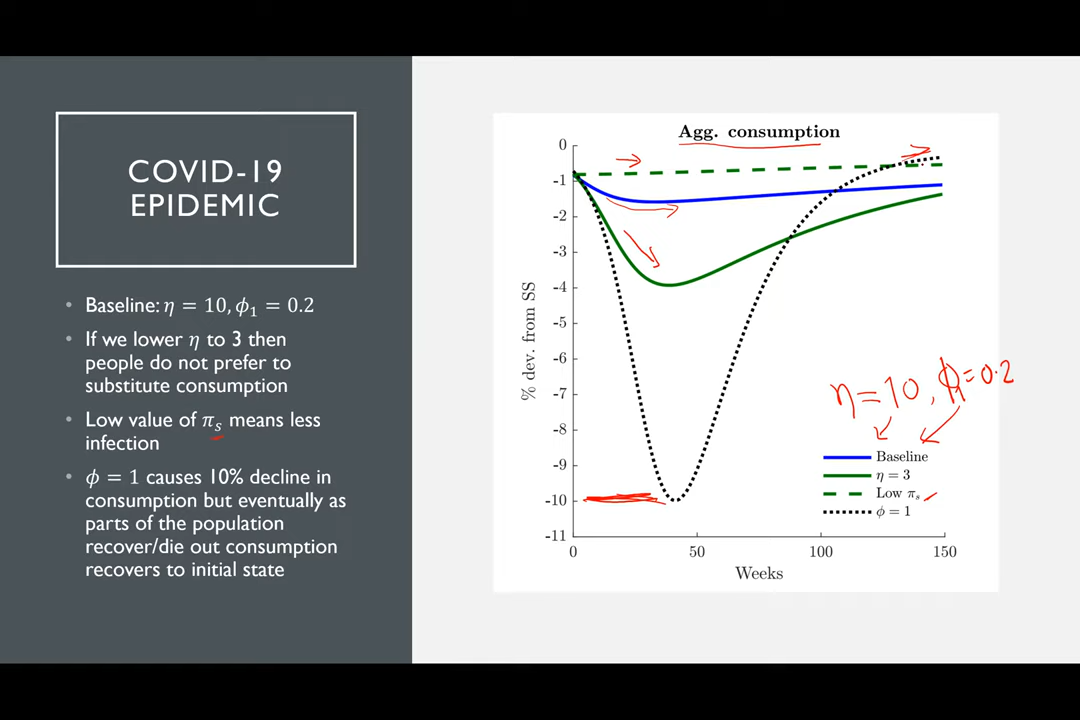 COVID-19
EPIDEMIC
Baseline: η = 10, ϕ₁ = 0.2
If we lower η to 3 then
people do not prefer to
substitute consumption
Low value of πₛ means less
infection
ϕ = 1 causes 10% decline in
consumption but eventually as
parts of the population
recover/die out consumption
recovers to initial state
Agg. consumption
% dev. from SS
0
-1
-2
-3
-4
-5
-6
-7
-8
-9
-10
-11
0 50 100 150
Weeks
η=10, ϕ₁=0.2
Baseline
η = 3
Low πₛ
ϕ = 1